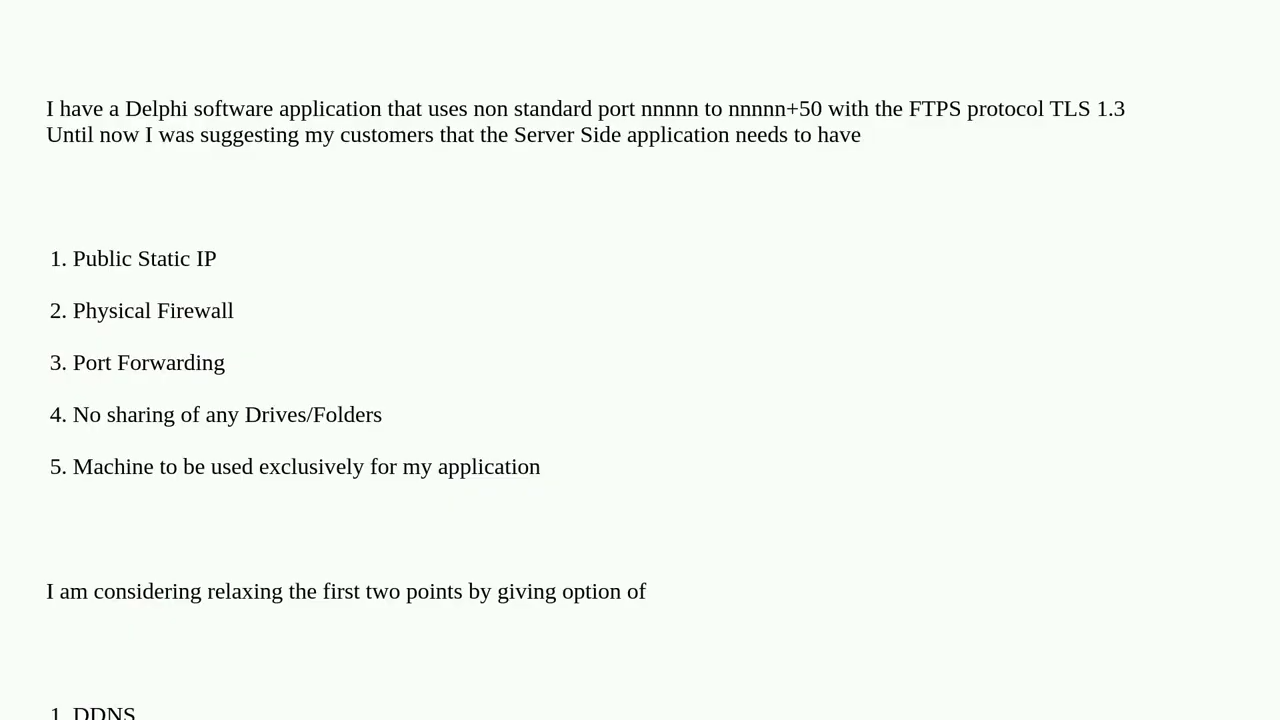 I have a Delphi software application that uses non standard port nnnnn to nnnnn+50 with the FTPS protocol TLS 1.3
Until now I was suggesting my customers that the Server Side application needs to have
1. Public Static IP
2. Physical Firewall
3. Port Forwarding
4. No sharing of any Drives/Folders
5. Machine to be used exclusively for my application
I am considering relaxing the first two points by giving option of
1. DDNS